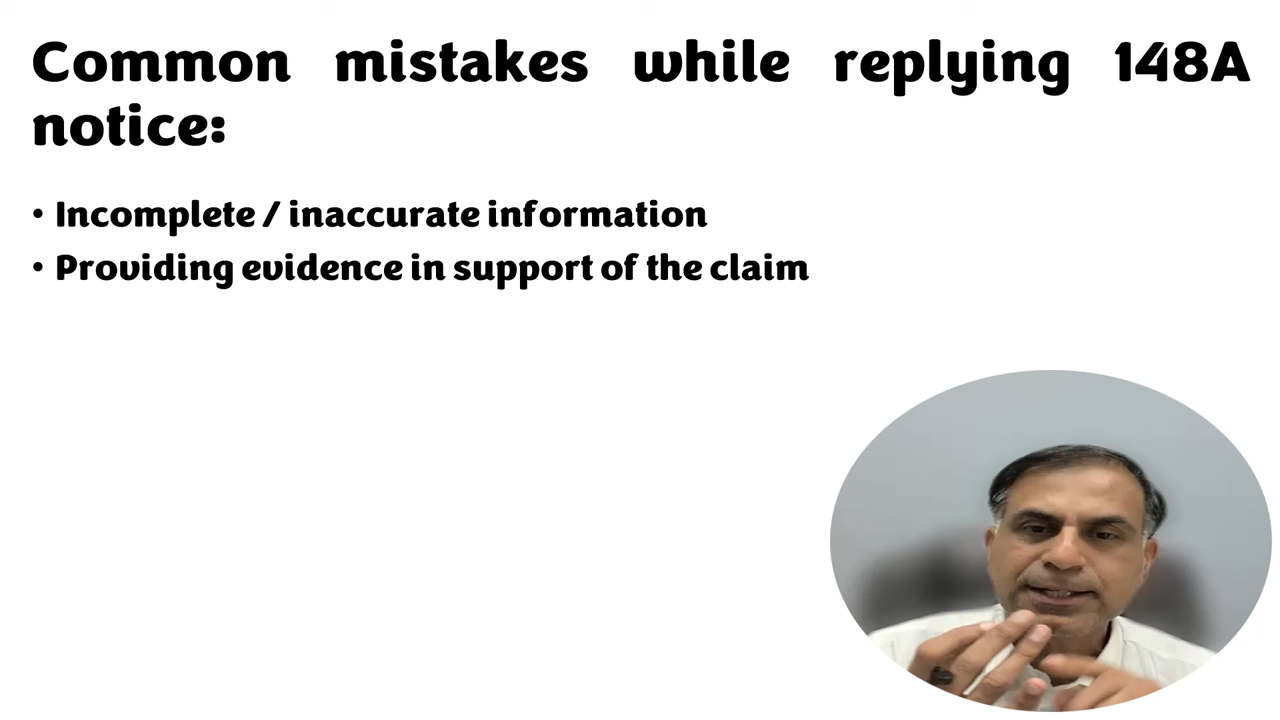 Common mistakes while replying 148A
notice:
• Incomplete / inaccurate information
• Providing evidence in support of the claim